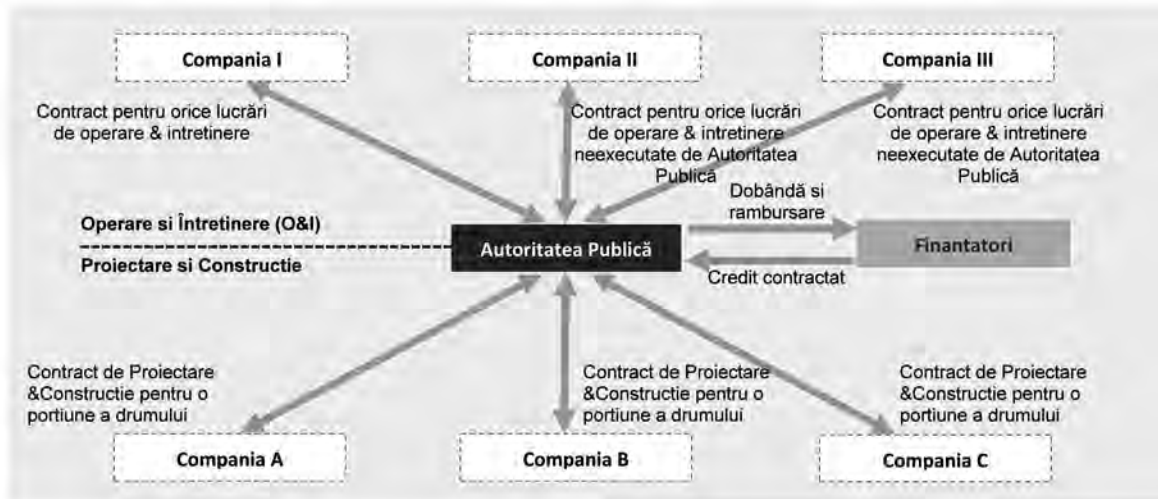 Compania I
Compania II
Compania III
Contract pentru orice lucrări
de operare & intretinere
Contract pentru orice lucrări
de operare & intretinere
neexecutate de Autoritatea
Publică
Contract pentru orice lucrări
de operare & intretinere
neexecutate de Autoritatea
Publică
Dobândă si
rambursare
Operare si Întretinere (O&I)
Proiectare si Constructie
Autoritatea Publică
Finantatori
Credit contractat
Contract de Proiectare
&Constructie pentru o
portiune a drumului
Contract de Proiectare
&Constructie pentru o
portiune a drumului
Contract de Proiectare
&Constructie pentru o
portiune a drumului
Compania A
Compania B
Compania C